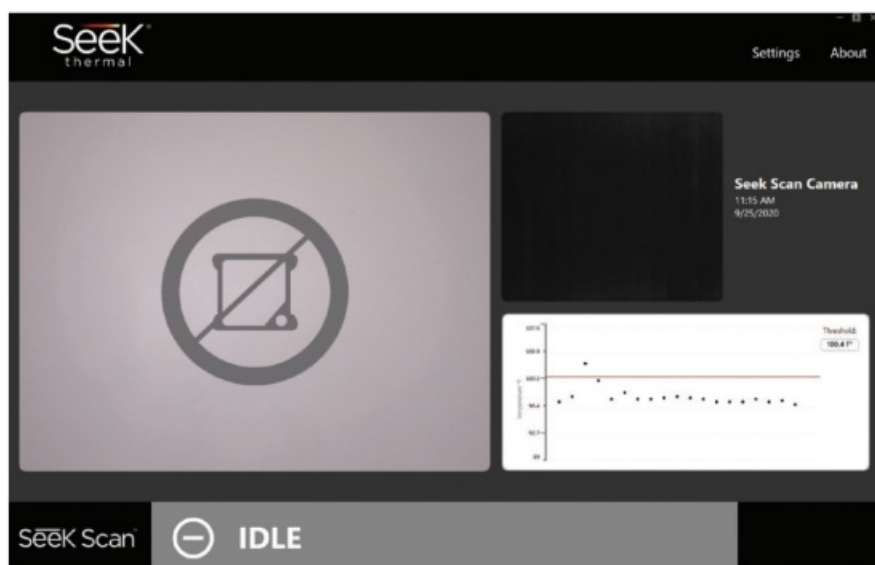 Seek
thermal
Settings
About
Seek Scan Camera
11:15 AM
9/25/2020
Threshold:
100.4 F°
Temperature °F
Seek Scan
IDLE